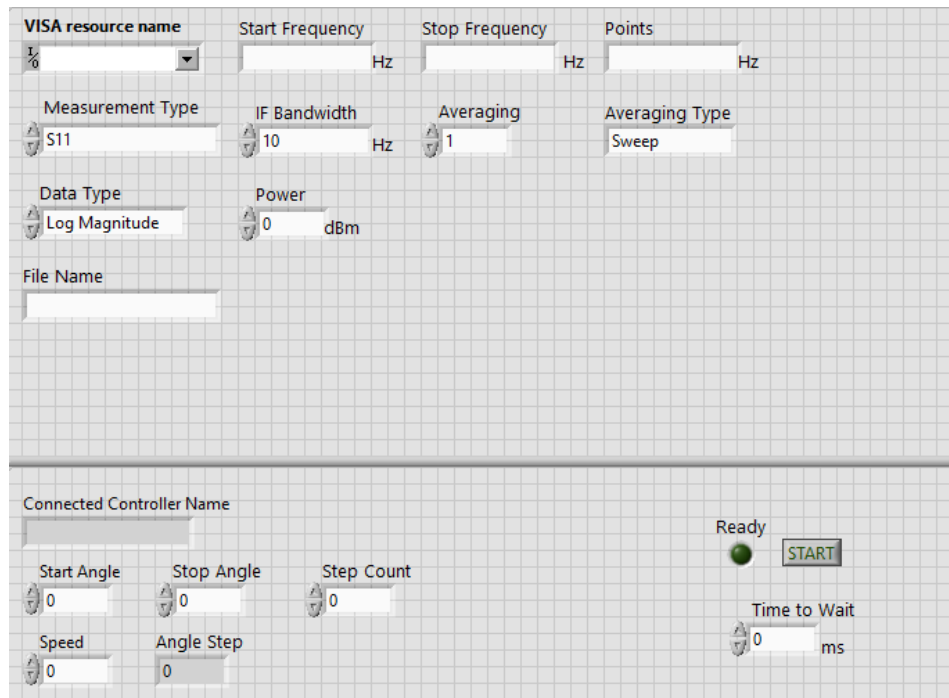 VISA resource name Start Frequency Stop Frequency Points
I/O Hz Hz Hz
Measurement Type IF Bandwidth Averaging Averaging Type
S11 10 Hz 1 Sweep
Data Type Power
Log Magnitude 0 dBm
File Name
Connected Controller Name
Ready
START
Start Angle Stop Angle Step Count
0 0 0
Time to Wait
0 ms
Speed Angle Step
0 0